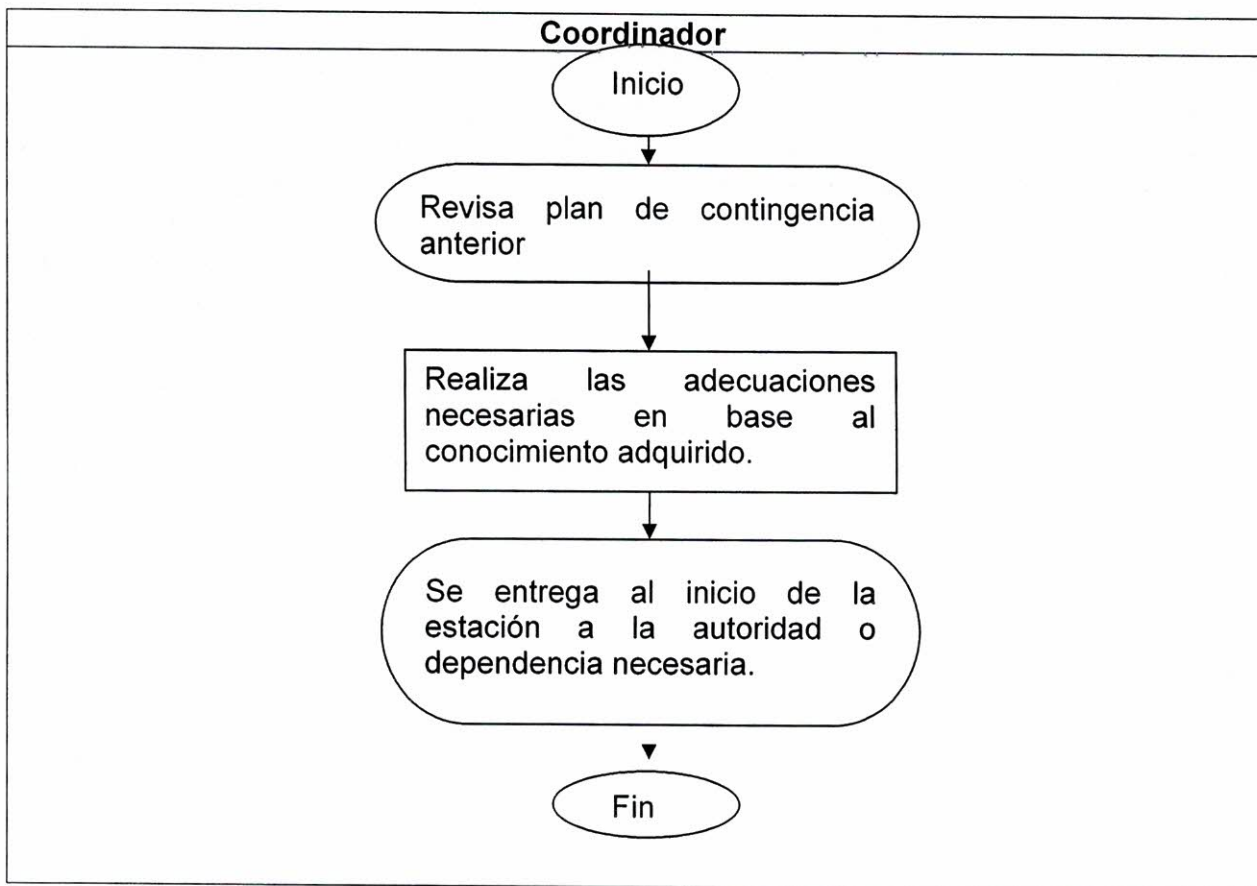 Coordinador
Inicio
Revisa plan de contingencia
anterior
Realiza las adecuaciones
necesarias en base al
conocimiento adquirido.
Se entrega al inicio de la
estación a la autoridad o
dependencia necesaria.
Fin